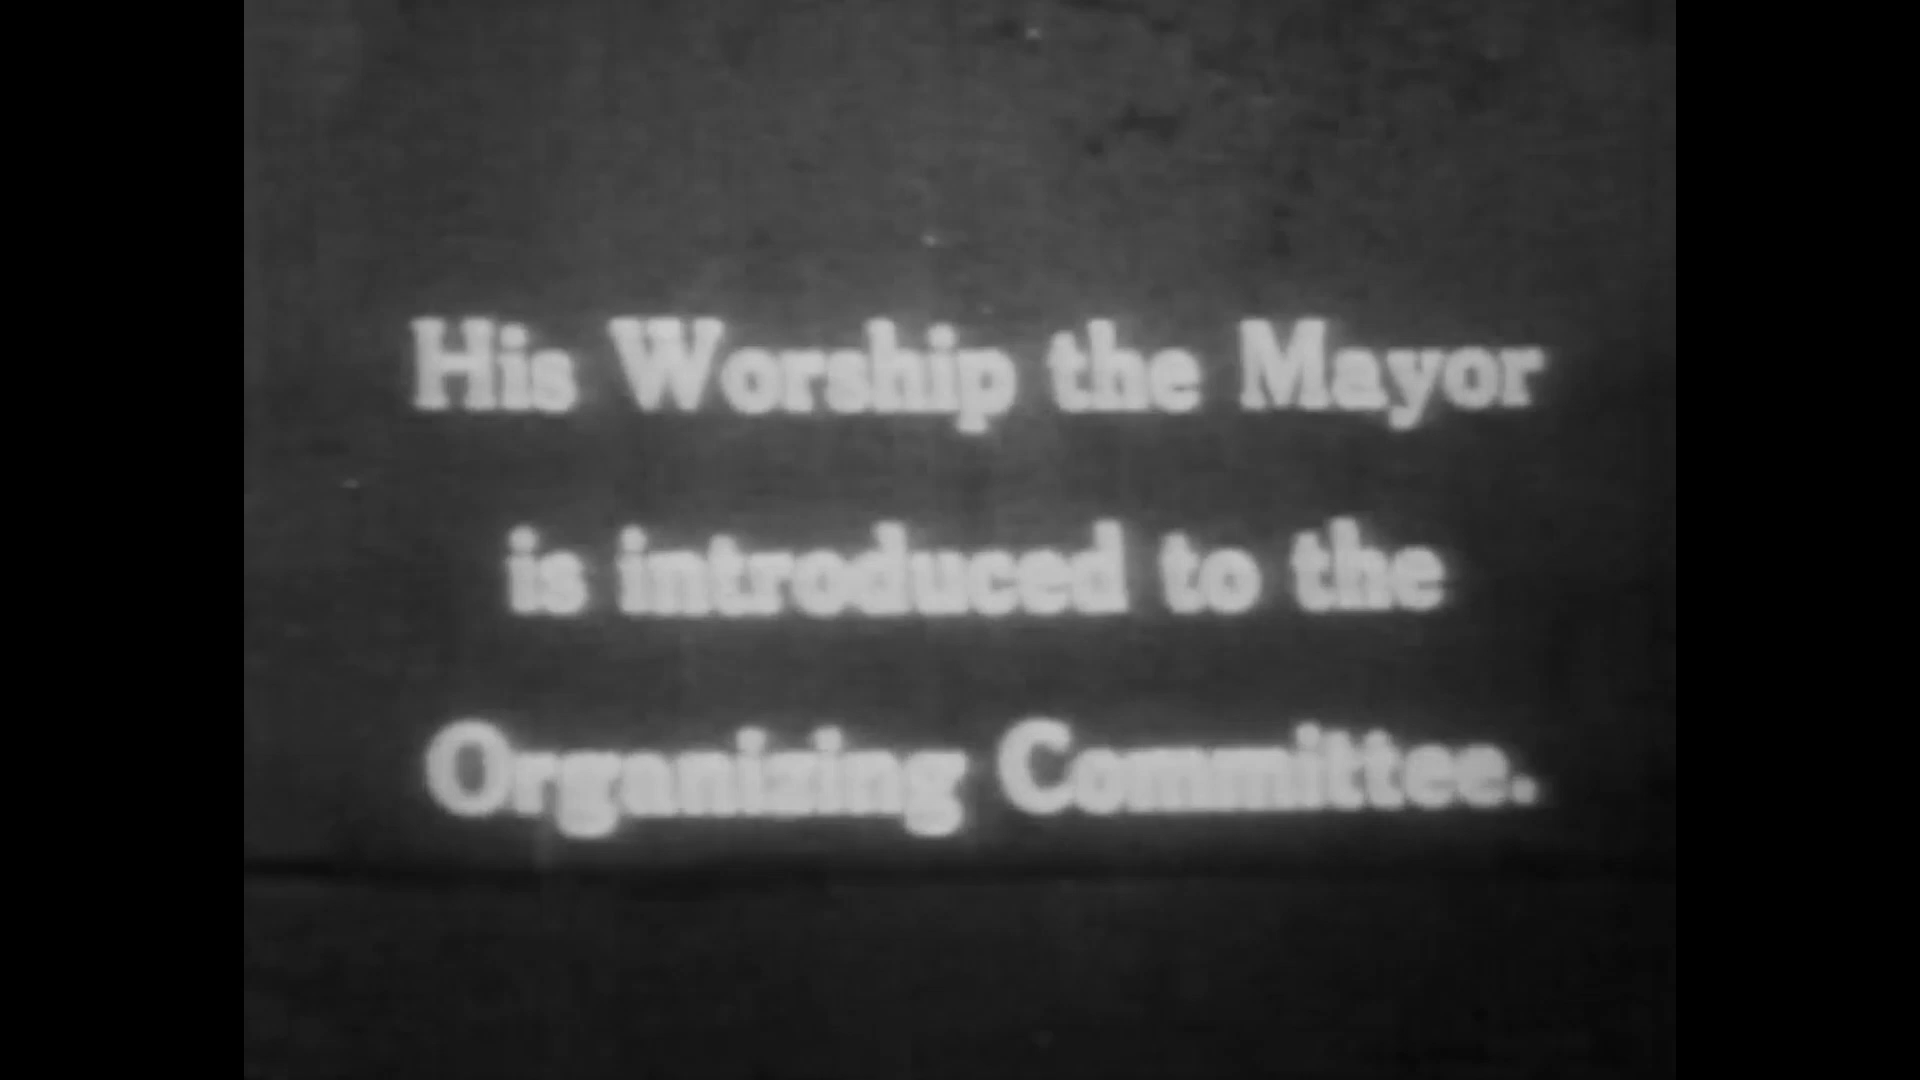 His Worship the Mayor
is introduced to the
Organizing Committee.